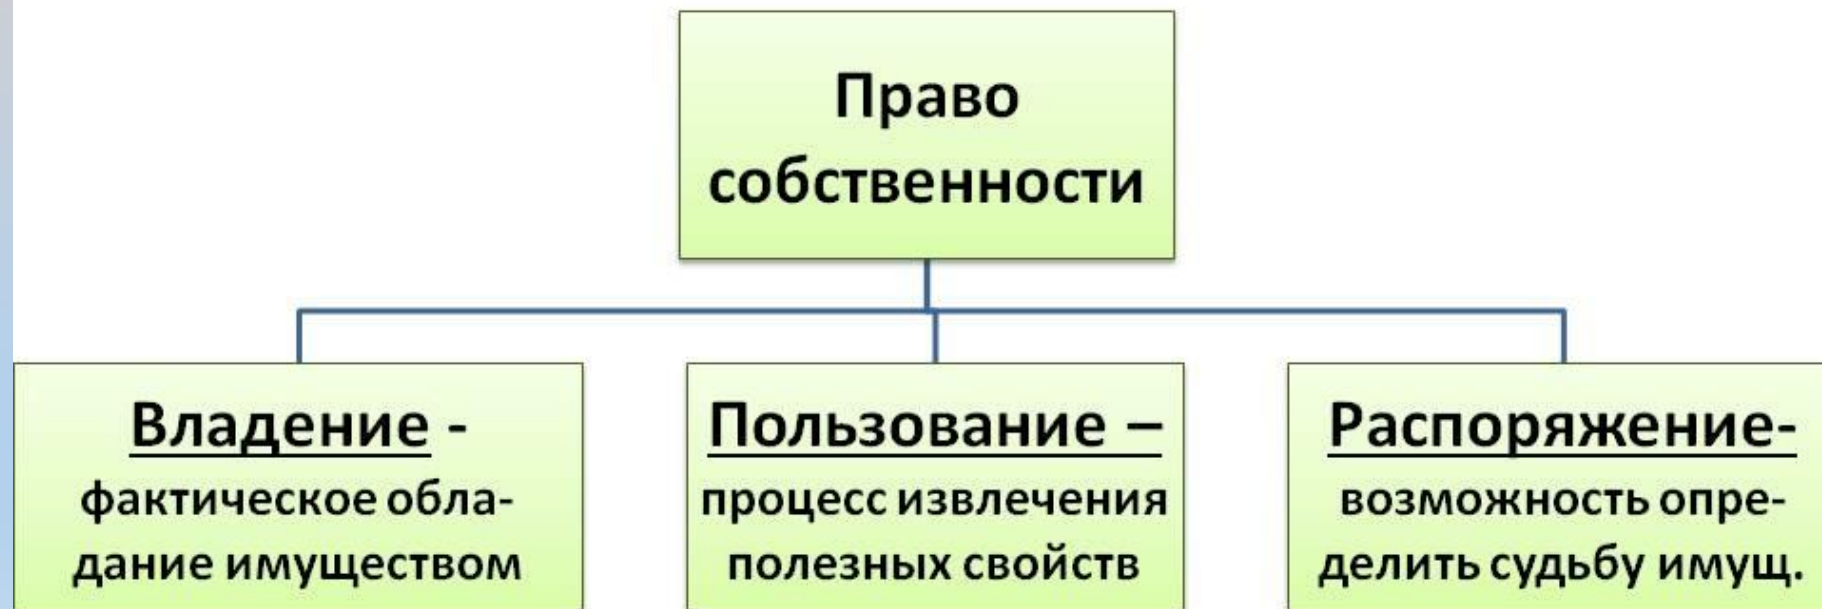 Право
собственности
Владение -
фактическое обла-
дание имуществом
Пользование –
процесс извлечения
полезных свойств
Распоряжение-
возможность опре-
делить судьбу имущ.